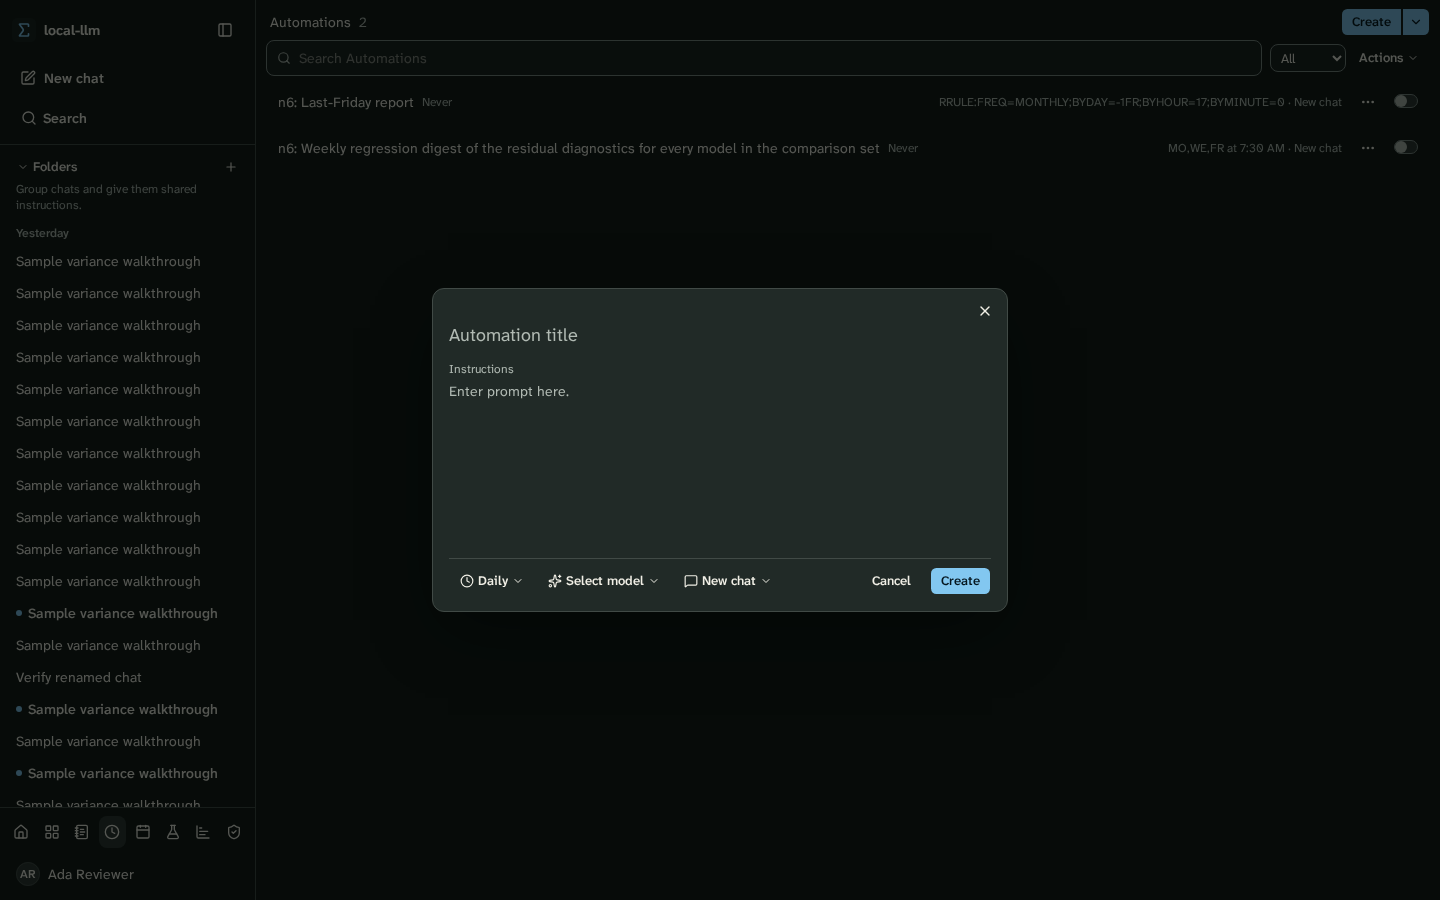 local-llm
New chat
Search
Folders
Group chats and give them shared
instructions.
Yesterday
Sample variance walkthrough
Sample variance walkthrough
Sample variance walkthrough
Sample variance walkthrough
Sample variance walkthrough
Sample variance walkthrough
Sample variance walkthrough
Sample variance walkthrough
Sample variance walkthrough
Sample variance walkthrough
Sample variance walkthrough
Sample variance walkthrough
Sample variance walkthrough
Verify renamed chat
Sample variance walkthrough
Sample variance walkthrough
Sample variance walkthrough
Sample variance walkthrough
AR Ada Reviewer
Automations 2
Create
Search Automations
All
Actions
n6: Last-Friday report Never RRULE:FREQ=MONTHLY;BYDAY=-1FR;BYHOUR=17;BYMINUTE=0 · New chat
n6: Weekly regression digest of the residual diagnostics for every model in the comparison set Never MO,WE,FR at 7:30 AM · New chat
Automation title
Instructions
Enter prompt here.
Daily Select model New chat Cancel Create